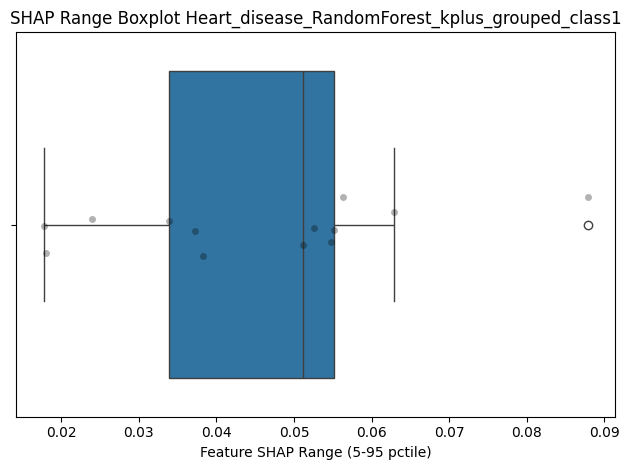 SHAP Range Boxplot Heart_disease_RandomForest_kplus_grouped_class1
0.02 0.03 0.04 0.05 0.06 0.07 0.08 0.09
Feature SHAP Range (5-95 pctile)